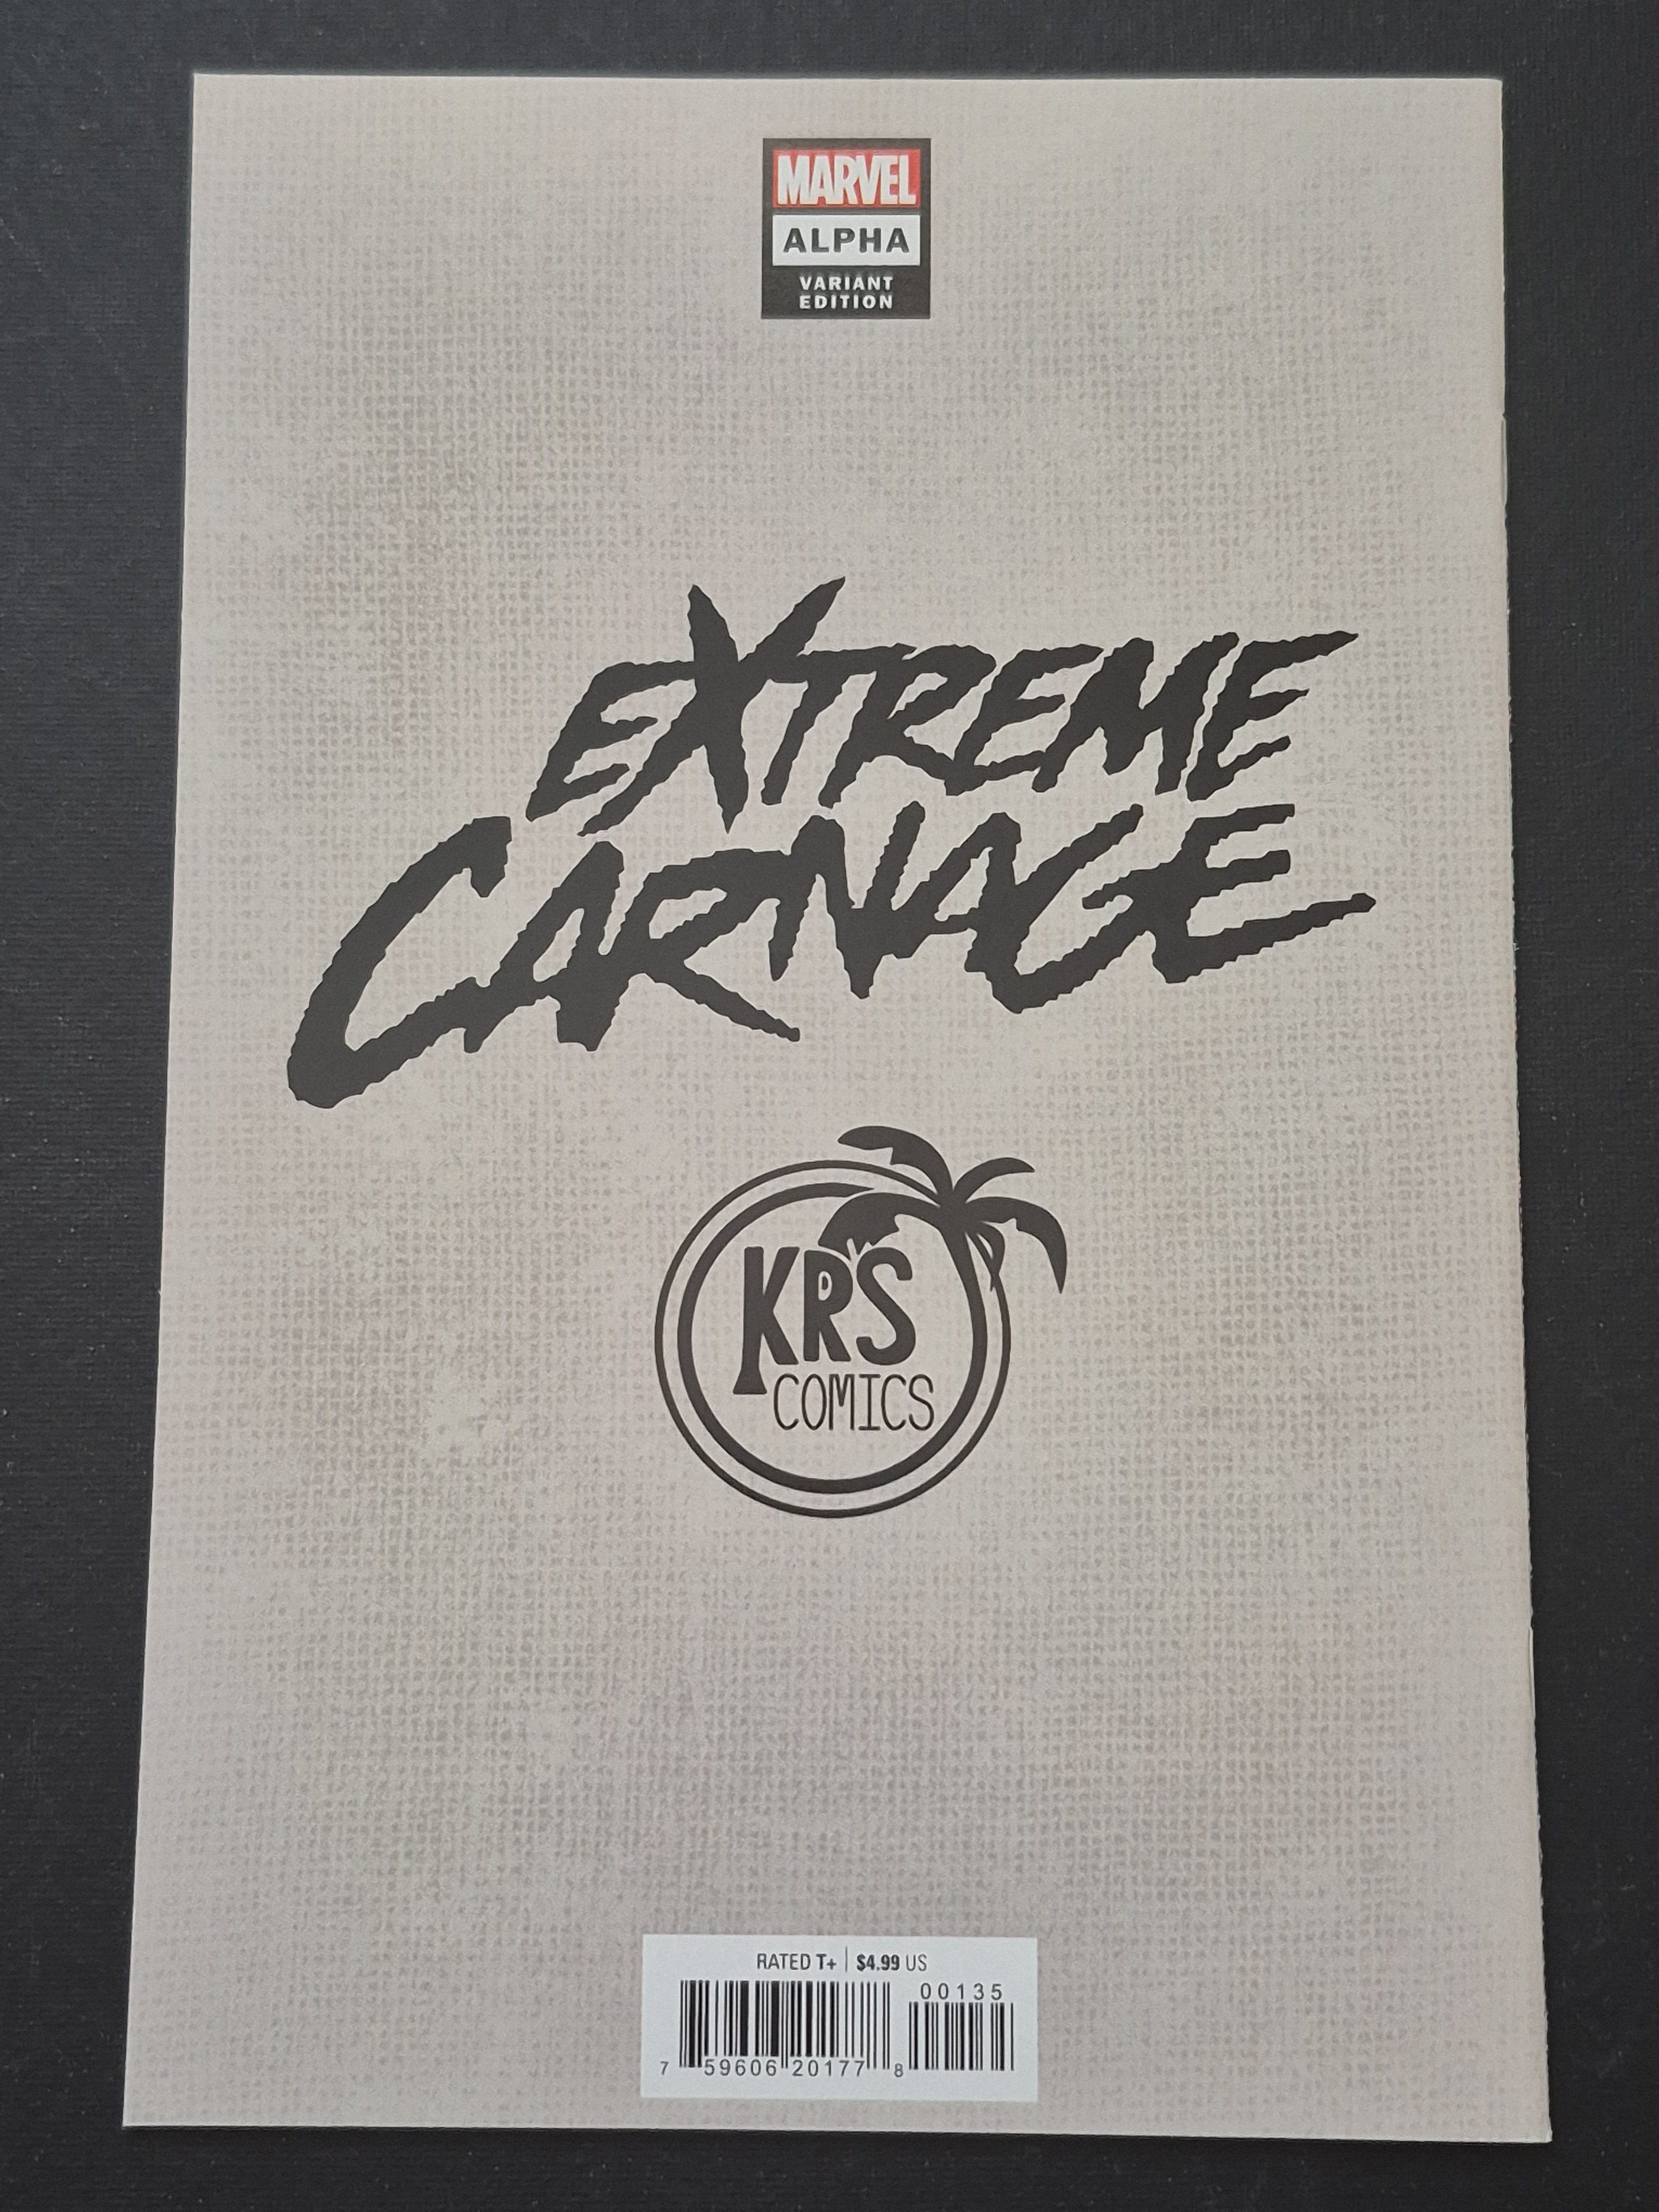 MARVEL
ALPHA
VARIANT
EDITION
EXTREME
CARNAGE
KRS
COMICS
RATED T+ | $4.99 US
00135
7 59606 20177 8